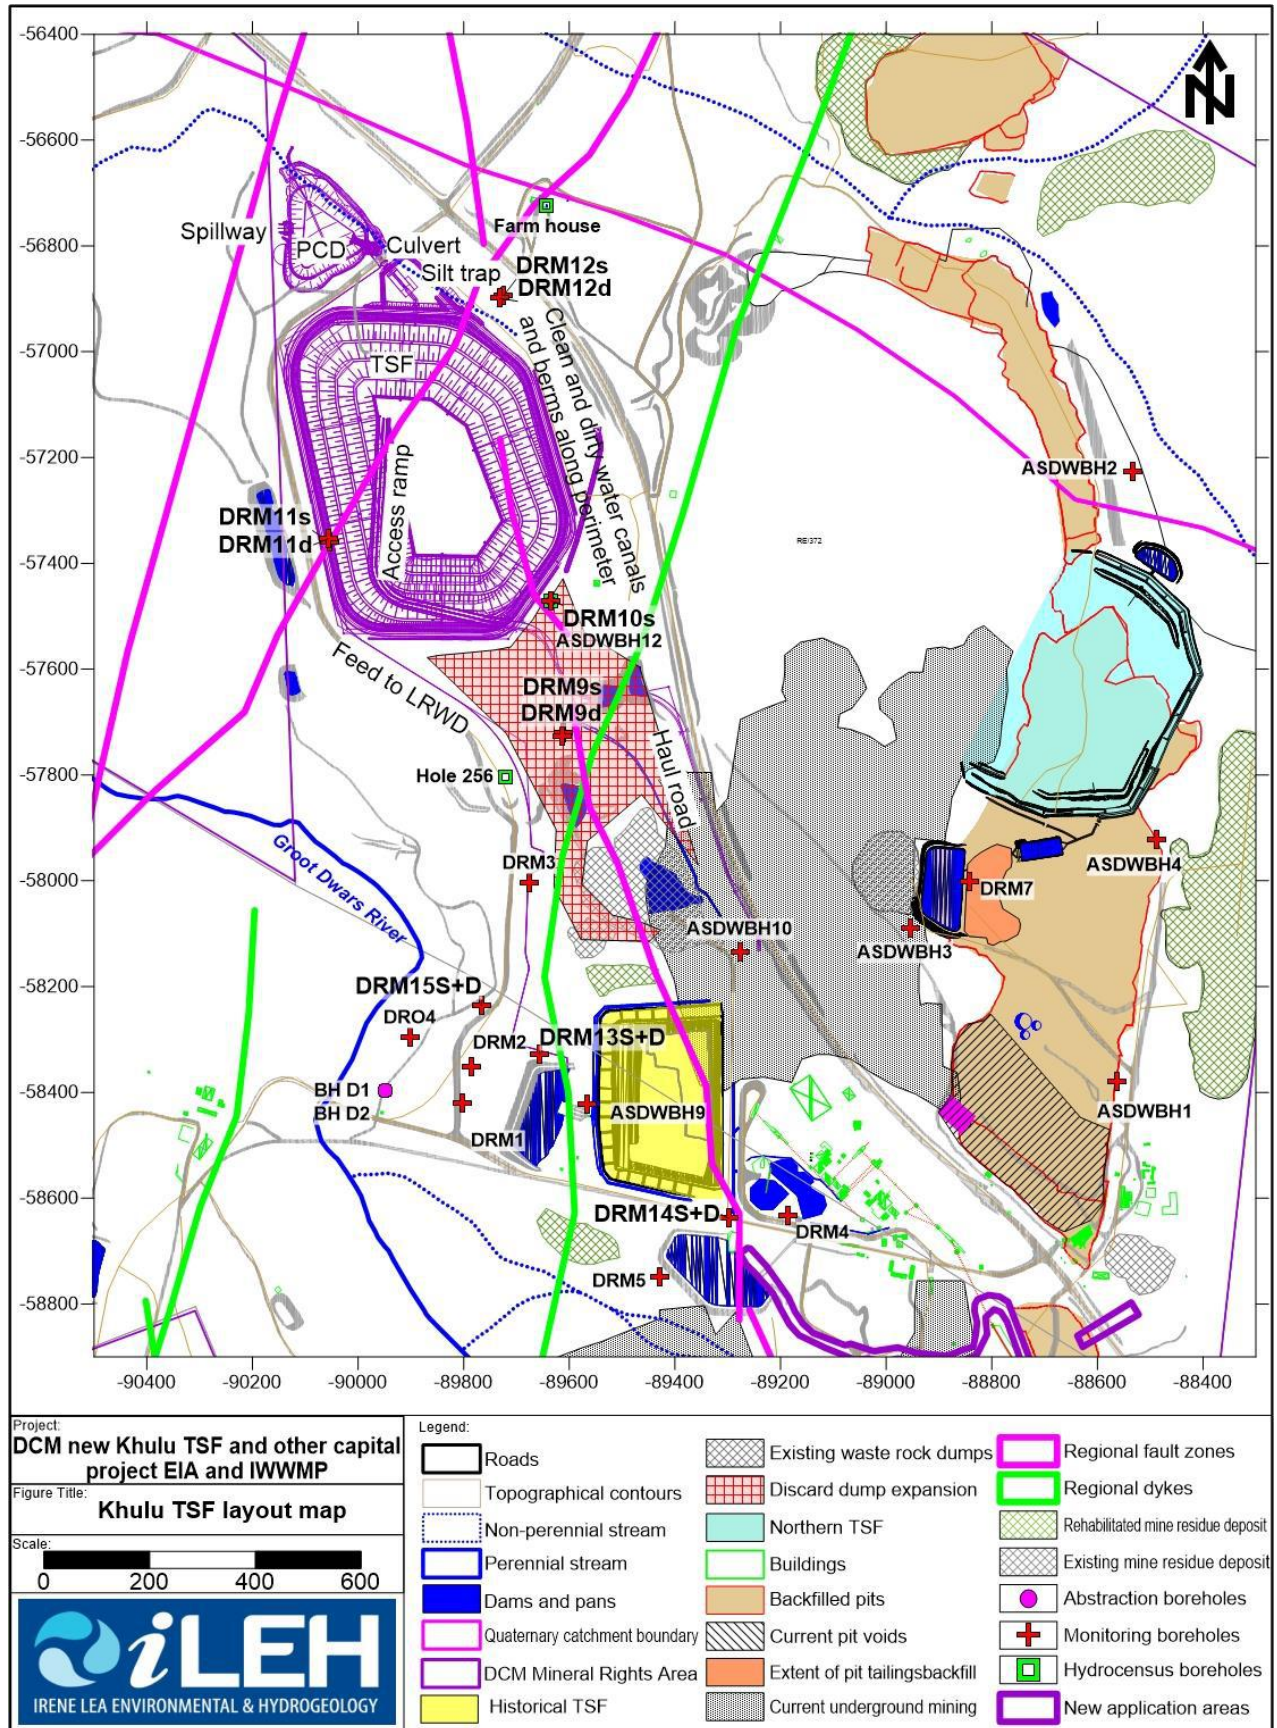 -56400
-56600
-56800
-57000
-57200
-57400
-57600
-57800
-58000
-58200
-58400
-58600
-58800
N
Spillway
PCD
Culvert
Silt trap
Farm house
DRM12s
DRM12d
TSF
Access ramp
Clean and dirty water canals
and berms along perimeter
ASDWBH2
DRM11s
DRM11d
RE/372
DRM10s
ASDWBH12
Feed to LRWD
DRM9s
DRM9d
Haul road
Hole 256
Groot Dwars River
DRM3
ASDWBH4
DRM7
ASDWBH10
ASDWBH3
DRM15S+D
DRO4
DRM2
DRM13S+D
BH D1
BH D2
DRM1
ASDWBH9
ASDWBH1
DRM14S+D
DRM4
DRM5
-90400
-90200
-90000
-89800
-89600
-89400
-89200
-89000
-88800
-88600
-88400
Project:
DCM new Khulu TSF and other capital
project EIA and IWWMP
Figure Title:
Khulu TSF layout map
Scale:
0 200 400 600
iLEH
IRENE LEA ENVIRONMENTAL & HYDROGEOLOGY
Legend:
Roads
Topographical contours
Non-perennial stream
Perennial stream
Dams and pans
Quaternary catchment boundary
DCM Mineral Rights Area
Historical TSF
Existing waste rock dumps
Discard dump expansion
Northern TSF
Buildings
Backfilled pits
Current pit voids
Extent of pit tailingsbackfill
Current underground mining
Regional fault zones
Regional dykes
Rehabilitated mine residue deposit
Existing mine residue deposit
Abstraction boreholes
Monitoring boreholes
Hydrocensus boreholes
New application areas